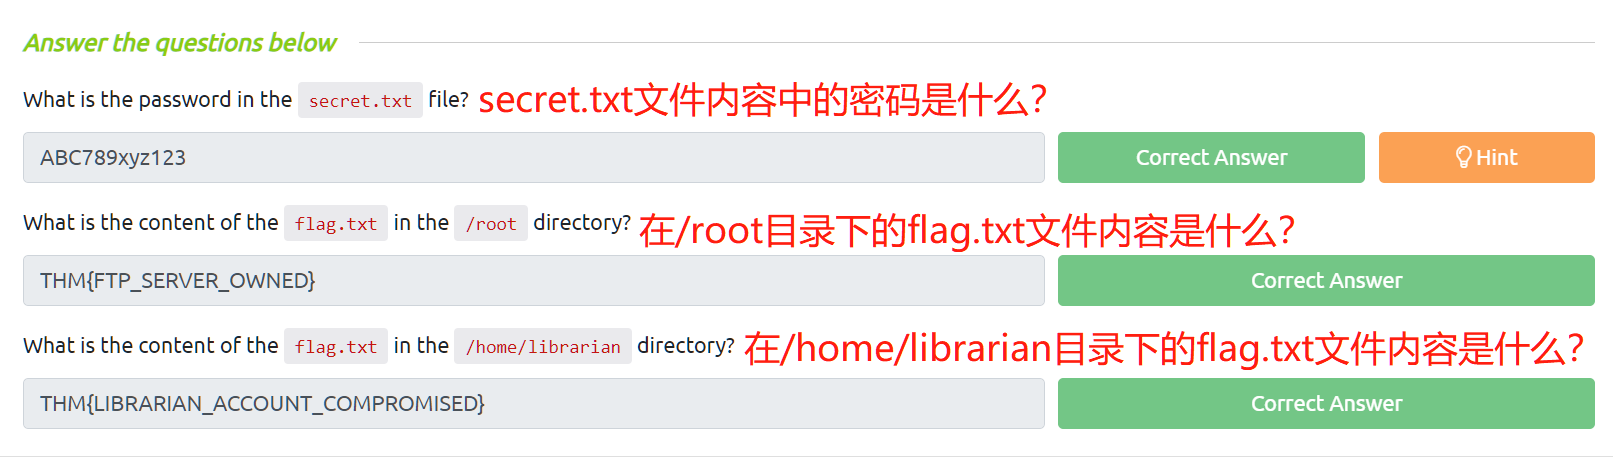 Answer the questions below
What is the password in the secret.txt file? secret.txt文件内容中的密码是什么？
ABC789xyz123 Correct Answer Hint
What is the content of the flag.txt in the /root directory? 在/root目录下的flag.txt文件内容是什么？
THM{FTP_SERVER_OWNED} Correct Answer
What is the content of the flag.txt in the /home/librarian directory? 在/home/librarian目录下的flag.txt文件内容是什么？
THM{LIBRARIAN_ACCOUNT_COMPROMISED} Correct Answer